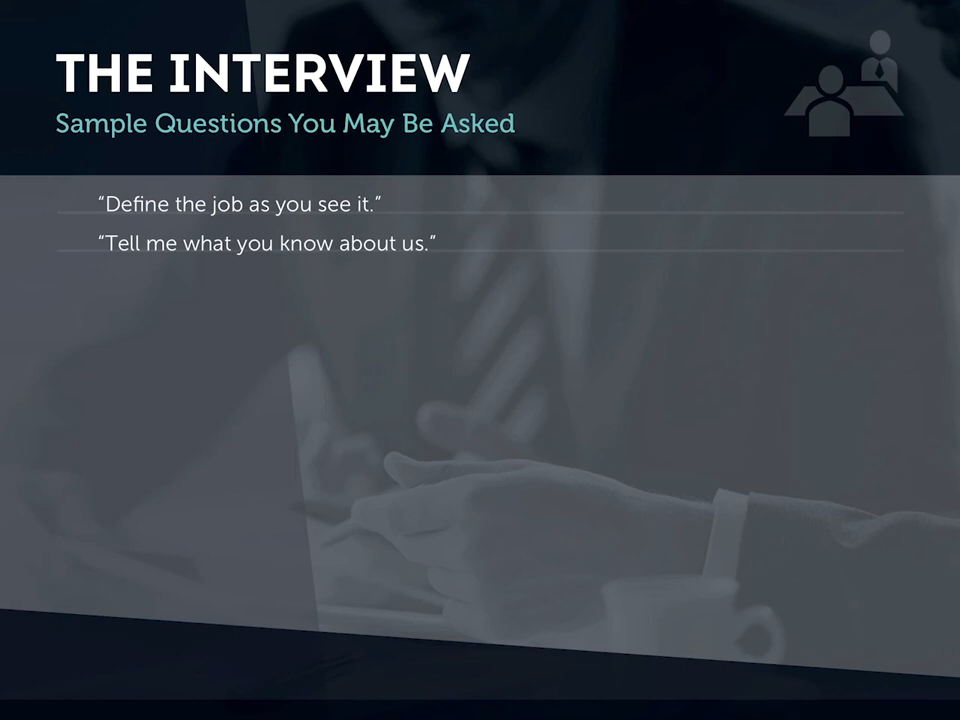 THE INTERVIEW
Sample Questions You May Be Asked
“Define the job as you see it.”
“Tell me what you know about us.”